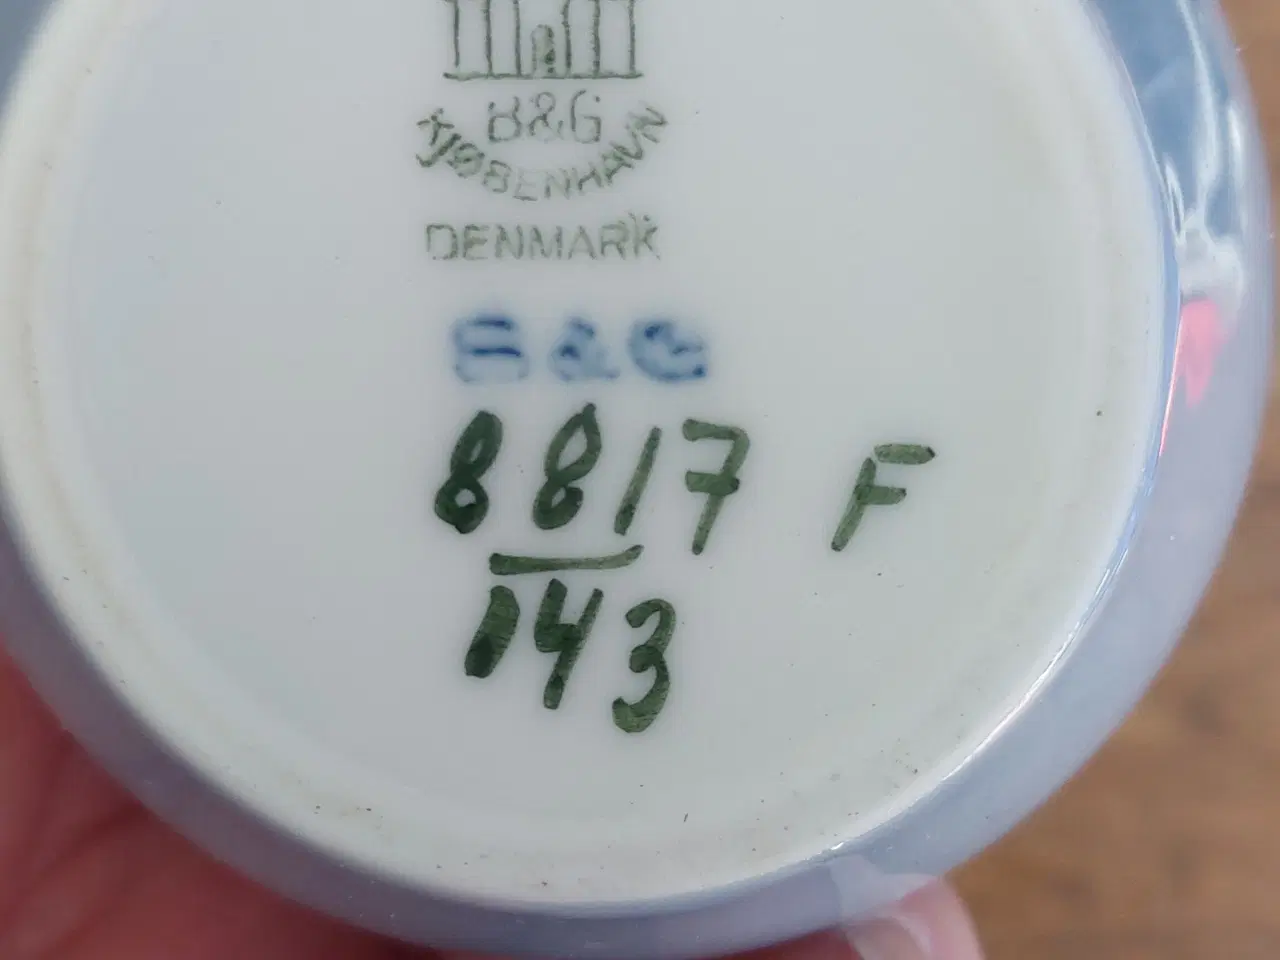 B&G
KJØBENHAVN
DENMARK
B&G
8817 F
143